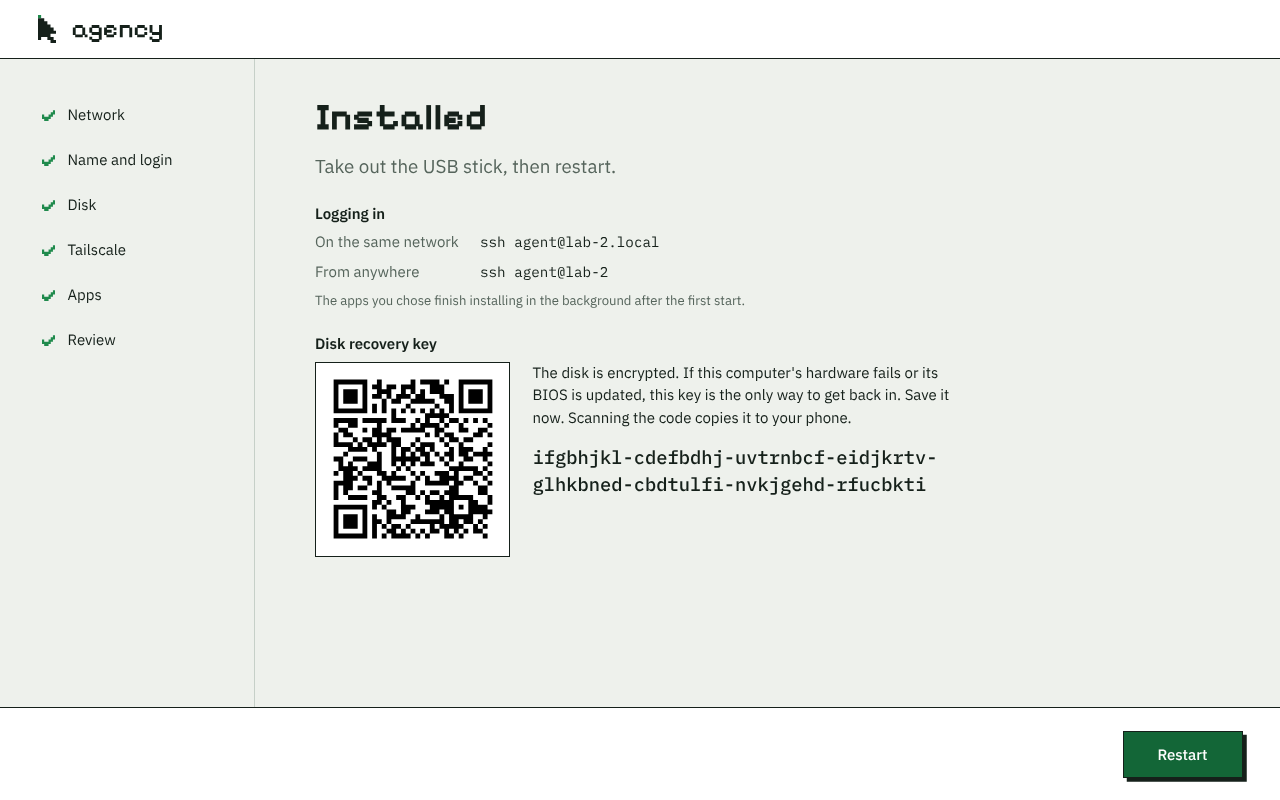 agency
Network
Name and login
Disk
Tailscale
Apps
Review
Installed
Take out the USB stick, then restart.
Logging in
On the same network ssh agent@lab-2.local
From anywhere ssh agent@lab-2
The apps you chose finish installing in the background after the first start.
Disk recovery key
The disk is encrypted. If this computer's hardware fails or its
BIOS is updated, this key is the only way to get back in. Save it
now. Scanning the code copies it to your phone.
ifgbhjkl-cdefbdhj-uvtrnbcf-eidjkrtv-
glhkbned-cbdtulfi-nvkjgehd-rfucbkti
Restart